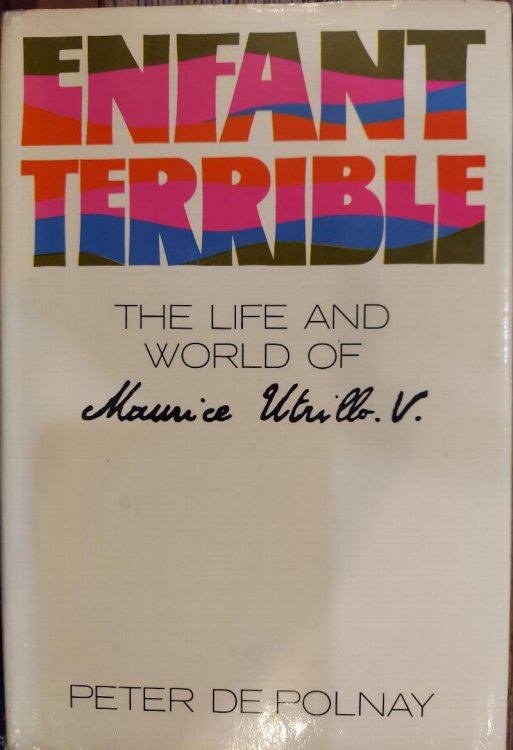 ENFANT
TERRIBLE
THE LIFE AND
WORLD OF
Maurice Utrillo. V.
PETER DE POLNAY